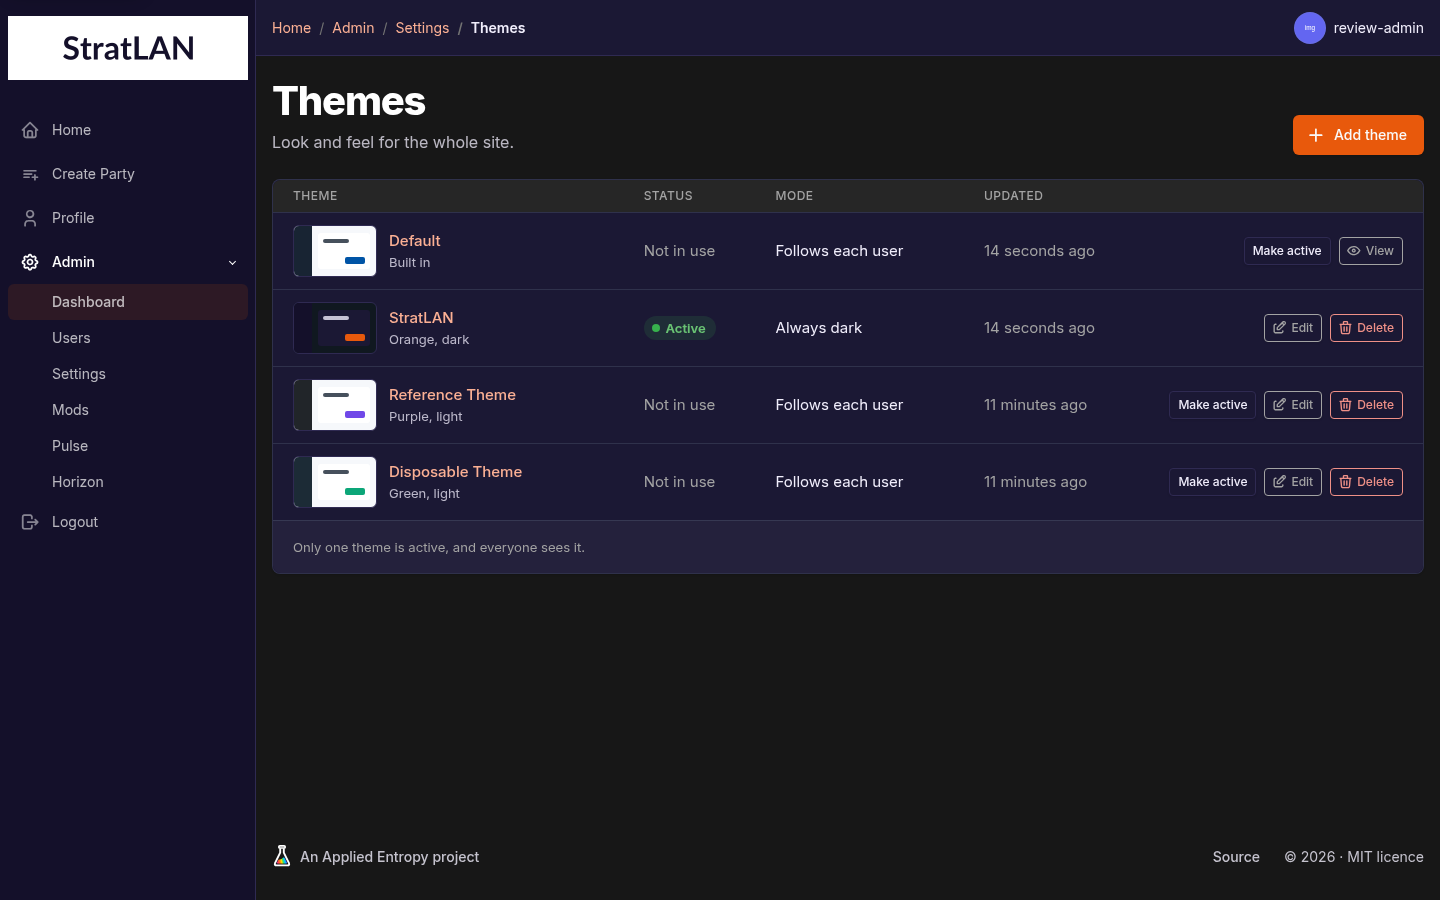 StratLAN
Home
Create Party
Profile
Admin
Dashboard
Users
Settings
Mods
Pulse
Horizon
Logout
Home / Admin / Settings / Themes
img
review-admin
Themes
Look and feel for the whole site.
Add theme
THEME STATUS MODE UPDATED
Default
Built in
Not in use
Follows each user
14 seconds ago
Make active
View
StratLAN
Orange, dark
Active
Always dark
14 seconds ago
Edit
Delete
Reference Theme
Purple, light
Not in use
Follows each user
11 minutes ago
Make active
Edit
Delete
Disposable Theme
Green, light
Not in use
Follows each user
11 minutes ago
Make active
Edit
Delete
Only one theme is active, and everyone sees it.
An Applied Entropy project
Source
© 2026 · MIT licence